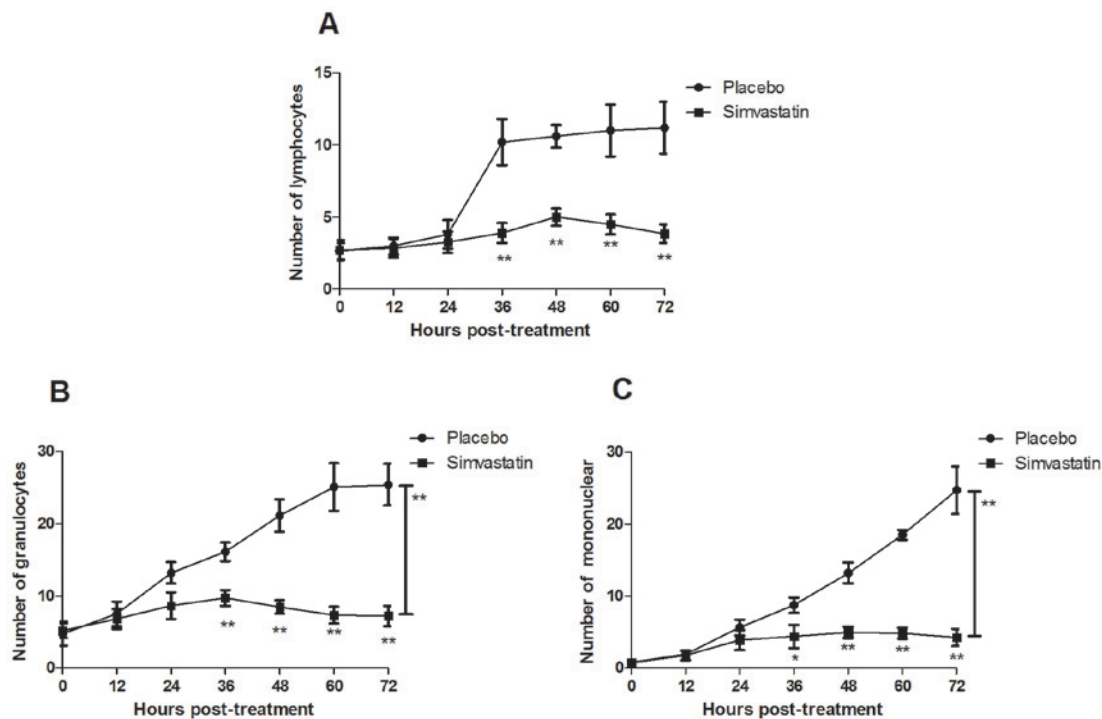 A
Number of lymphocytes
15
10
5
0
Placebo
Simvastatin
** ** ** **
0 12 24 36 48 60 72
Hours post-treatment
B
Number of granulocytes
30
20
10
0
Placebo
Simvastatin
**
** ** ** **
0 12 24 36 48 60 72
Hours post-treatment
C
Number of mononuclear
30
20
10
0
Placebo
Simvastatin
**
* ** ** **
0 12 24 36 48 60 72
Hours post-treatment